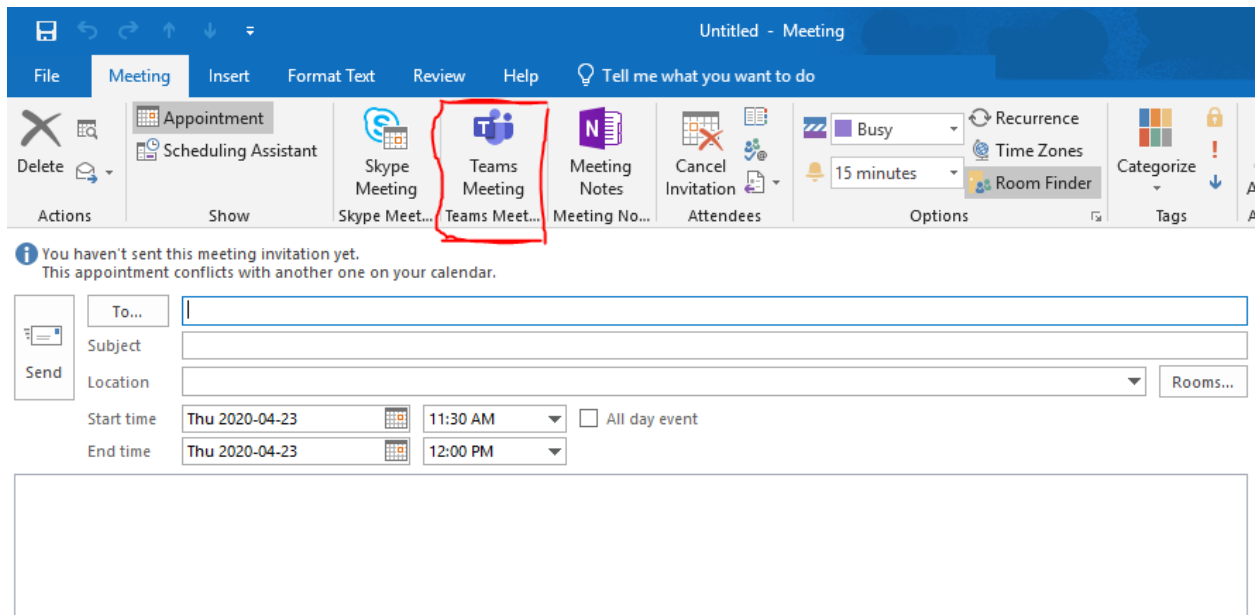 Untitled - Meeting
File Meeting Insert Format Text Review Help Tell me what you want to do
Delete
Actions
Appointment
Scheduling Assistant
Show
Skype
Meeting
Skype Meet...
Teams
Meeting
Teams Meet...
Meeting
Notes
Meeting No...
Cancel
Invitation
Attendees
Busy
15 minutes
Recurrence
Time Zones
Room Finder
Options
Categorize
Tags
You haven't sent this meeting invitation yet.
This appointment conflicts with another one on your calendar.
Send
To...
Subject
Location Rooms...
Start time Thu 2020-04-23 11:30 AM All day event
End time Thu 2020-04-23 12:00 PM